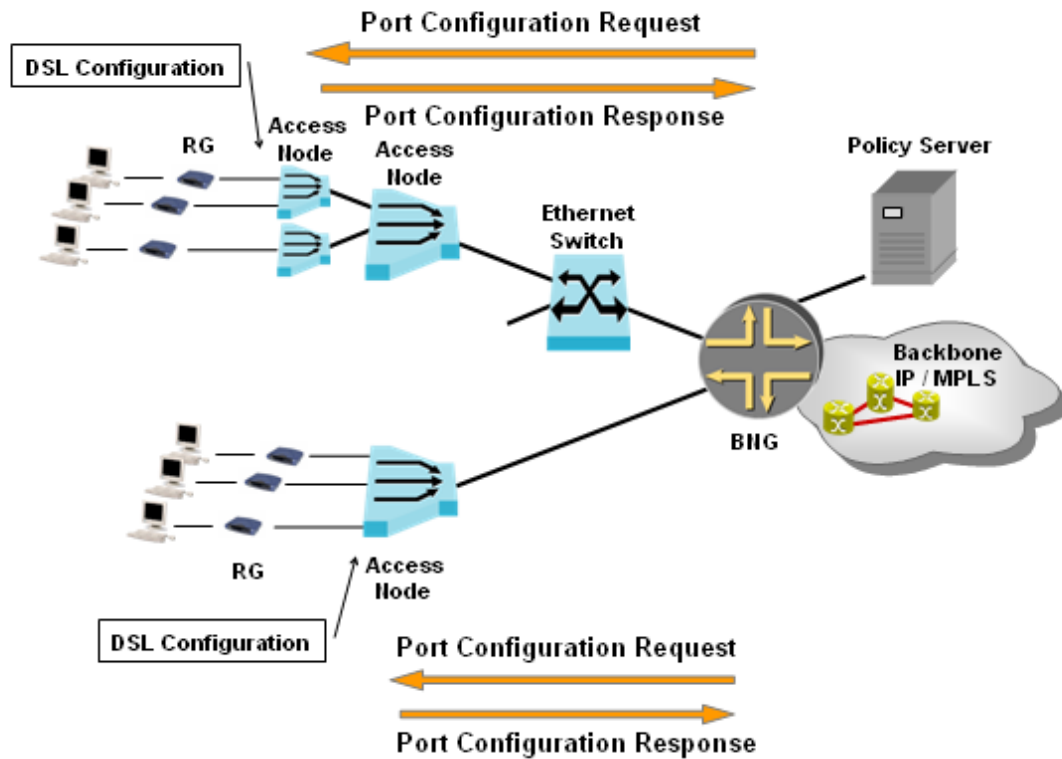 Port Configuration Request
DSL Configuration
Port Configuration Response
RG
Access
Node
Access
Node
Policy Server
Ethernet
Switch
Backbone
IP / MPLS
BNG
RG
Access
Node
DSL Configuration
Port Configuration Request
Port Configuration Response